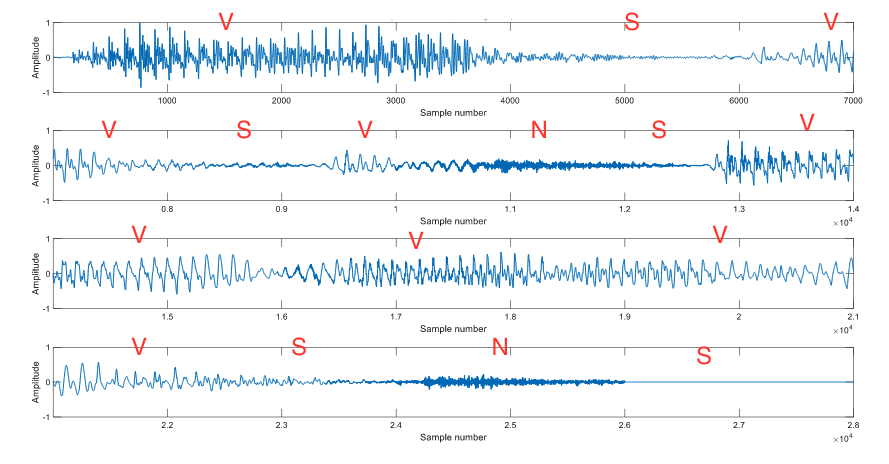 V S V
1
0
-1
Amplitude
1000 2000 3000 4000 5000 6000 7000
Sample number
V S V N S V
1
0
-1
Amplitude
0.8 0.9 1 1.1 1.2 1.3 1.4
Sample number
×10⁴
V V V
1
0
-1
Amplitude
1.5 1.6 1.7 1.8 1.9 2 2.1
Sample number
×10⁴
V S N S
1
0
-1
Amplitude
2.2 2.3 2.4 2.5 2.6 2.7 2.8
Sample number
×10⁴